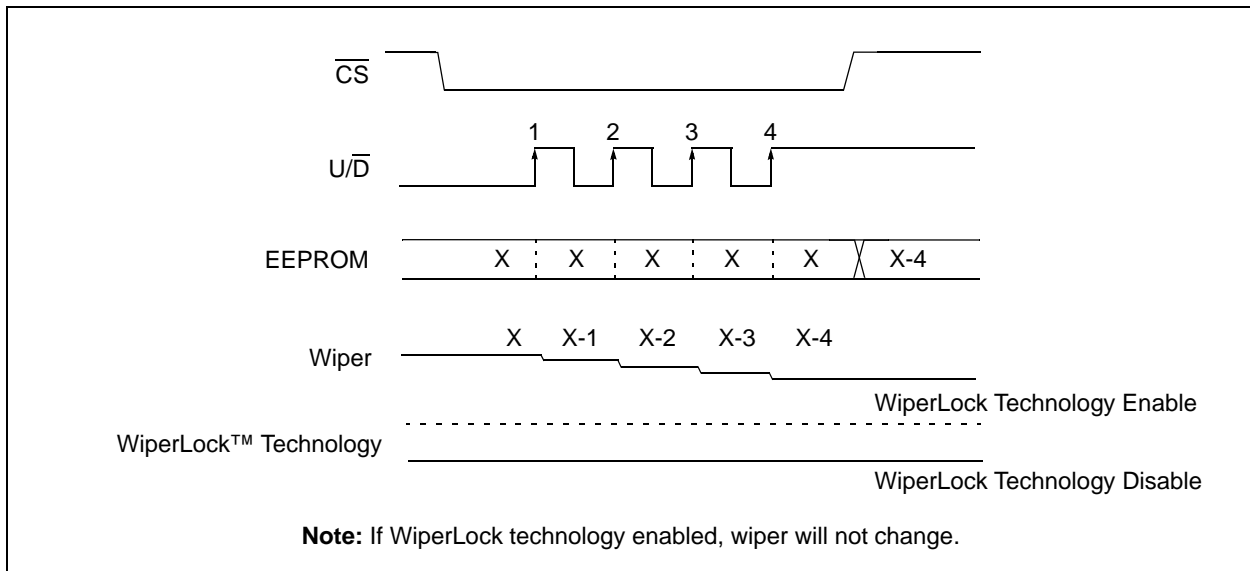 C̅S̅
1 2 3 4
U/D̅
EEPROM X X X X X X-4
X X-1 X-2 X-3 X-4
Wiper
WiperLock Technology Enable
WiperLock™ Technology
WiperLock Technology Disable
Note: If WiperLock technology enabled, wiper will not change.